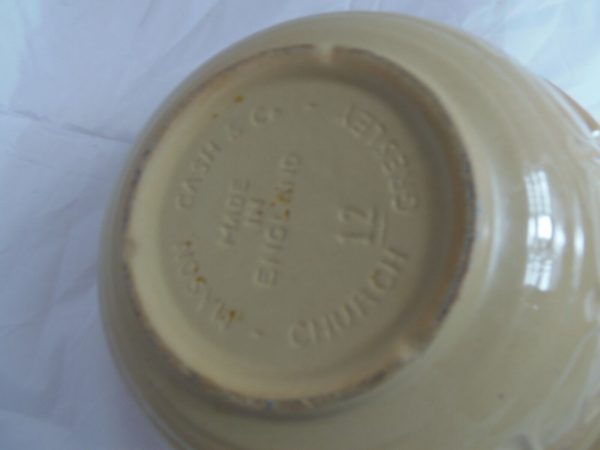 MASON CASH & Co.
CHURCH GRESLEY
MADE
IN
ENGLAND
12